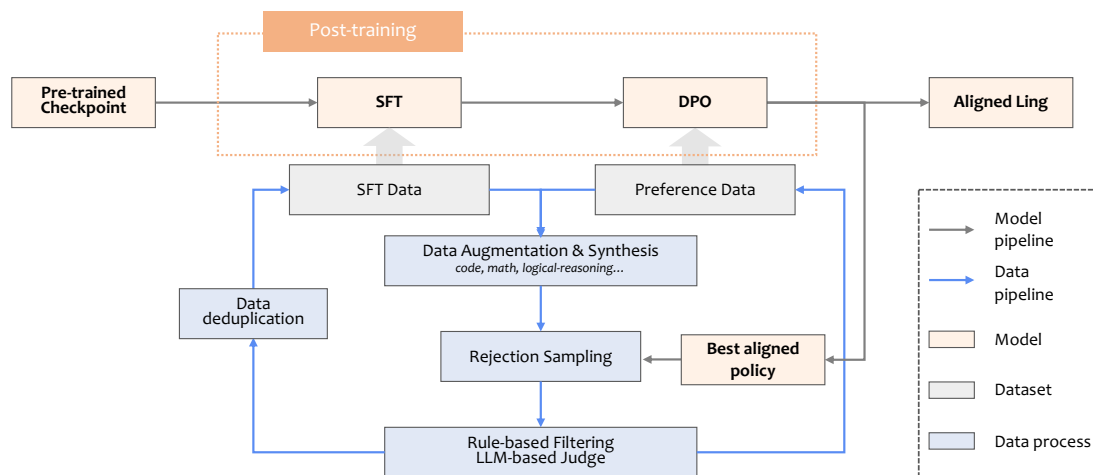 Post-training
Pre-trained
Checkpoint
SFT
DPO
Aligned Ling
SFT Data
Preference Data
Data Augmentation & Synthesis
code, math, logical-reasoning...
Data
deduplication
Rejection Sampling
Best aligned
policy
Rule-based Filtering
LLM-based Judge
Model
pipeline
Data
pipeline
Model
Dataset
Data process